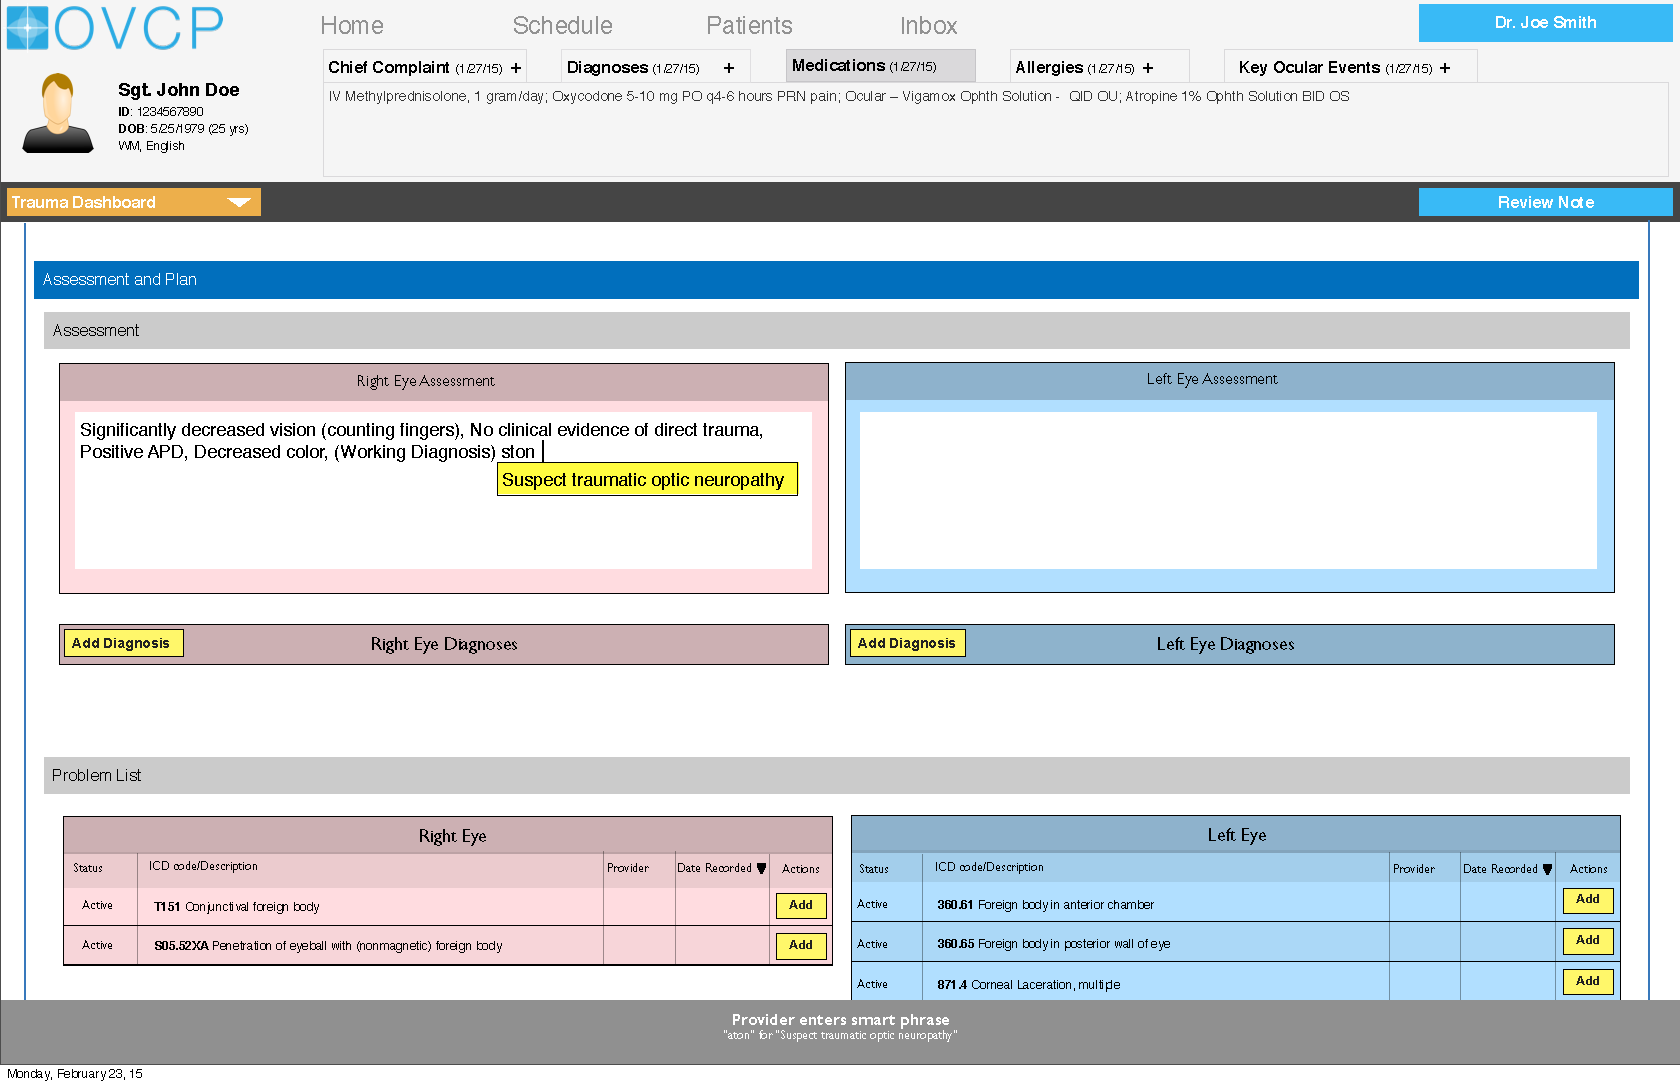 OVCP
Home Schedule Patients Inbox
Dr. Joe Smith
Sgt. John Doe
ID: 1234567890
DOB: 5/25/1979 (25 yrs)
WM, English
Chief Complaint (1/27/15) +
Diagnoses (1/27/15) +
Medications (1/27/15)
Allergies (1/27/15) +
Key Ocular Events (1/27/15) +
IV Methylprednisolone, 1 gram/day; Oxycodone 5-10 mg PO q4-6 hours PRN pain; Ocular – Vigamox Ophth Solution - QID OU; Atropine 1% Ophth Solution BID OS
Trauma Dashboard
Review Note
Assessment and Plan
Assessment
Right Eye Assessment
Significantly decreased vision (counting fingers), No clinical evidence of direct trauma,
Positive APD, Decreased color, (Working Diagnosis) ston
Suspect traumatic optic neuropathy
Left Eye Assessment
Add Diagnosis Right Eye Diagnoses
Add Diagnosis Left Eye Diagnoses
Problem List
Right Eye
Status ICD code/Description Provider Date Recorded ▼ Actions
Active T151 Conjunctival foreign body Add
Active S05.52XA Penetration of eyeball with (nonmagnetic) foreign body Add
Left Eye
Status ICD code/Description Provider Date Recorded ▼ Actions
Active 360.61 Foreign body in anterior chamber Add
Active 360.65 Foreign body in posterior wall of eye Add
Active 871.4 Corneal Laceration, multiple Add
Provider enters smart phrase
"aton" for "Suspect traumatic optic neuropathy"
Monday, February 23, 15